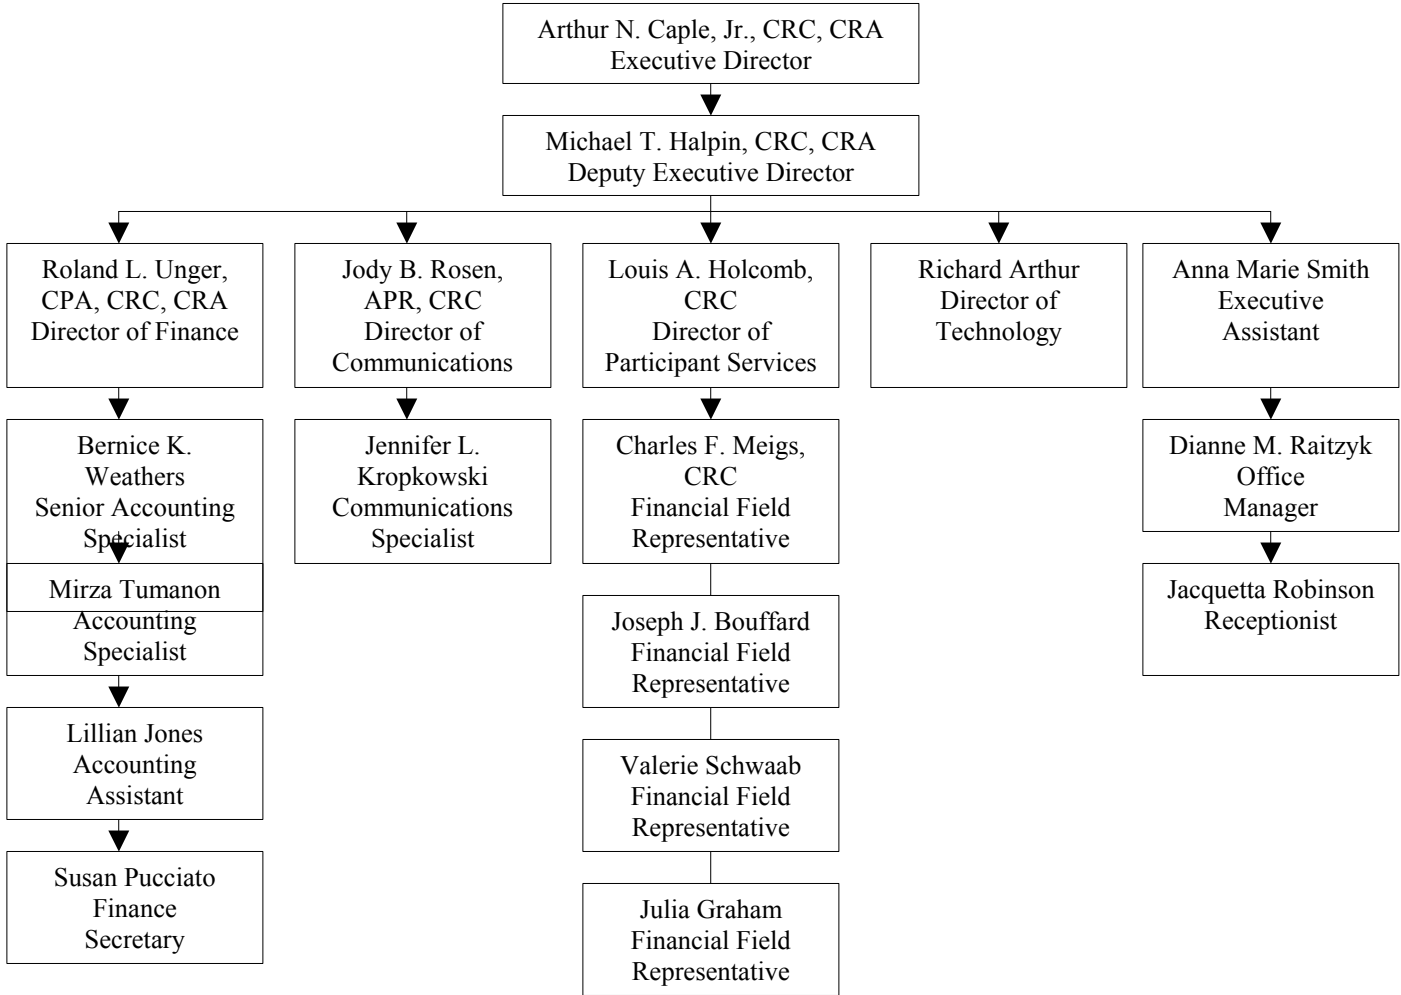 Arthur N. Caple, Jr., CRC, CRA
Executive Director
Michael T. Halpin, CRC, CRA
Deputy Executive Director
Roland L. Unger,
CPA, CRC, CRA
Director of Finance
Jody B. Rosen,
APR, CRC
Director of
Communications
Louis A. Holcomb,
CRC
Director of
Participant Services
Richard Arthur
Director of
Technology
Anna Marie Smith
Executive
Assistant
Bernice K.
Weathers
Senior Accounting
Specialist
Jennifer L.
Kropkowski
Communications
Specialist
Charles F. Meigs,
CRC
Financial Field
Representative
Dianne M. Raitzyk
Office
Manager
Mirza Tumanon
Accounting
Specialist
Joseph J. Bouffard
Financial Field
Representative
Jacquetta Robinson
Receptionist
Lillian Jones
Accounting
Assistant
Valerie Schwaab
Financial Field
Representative
Susan Pucciato
Finance
Secretary
Julia Graham
Financial Field
Representative